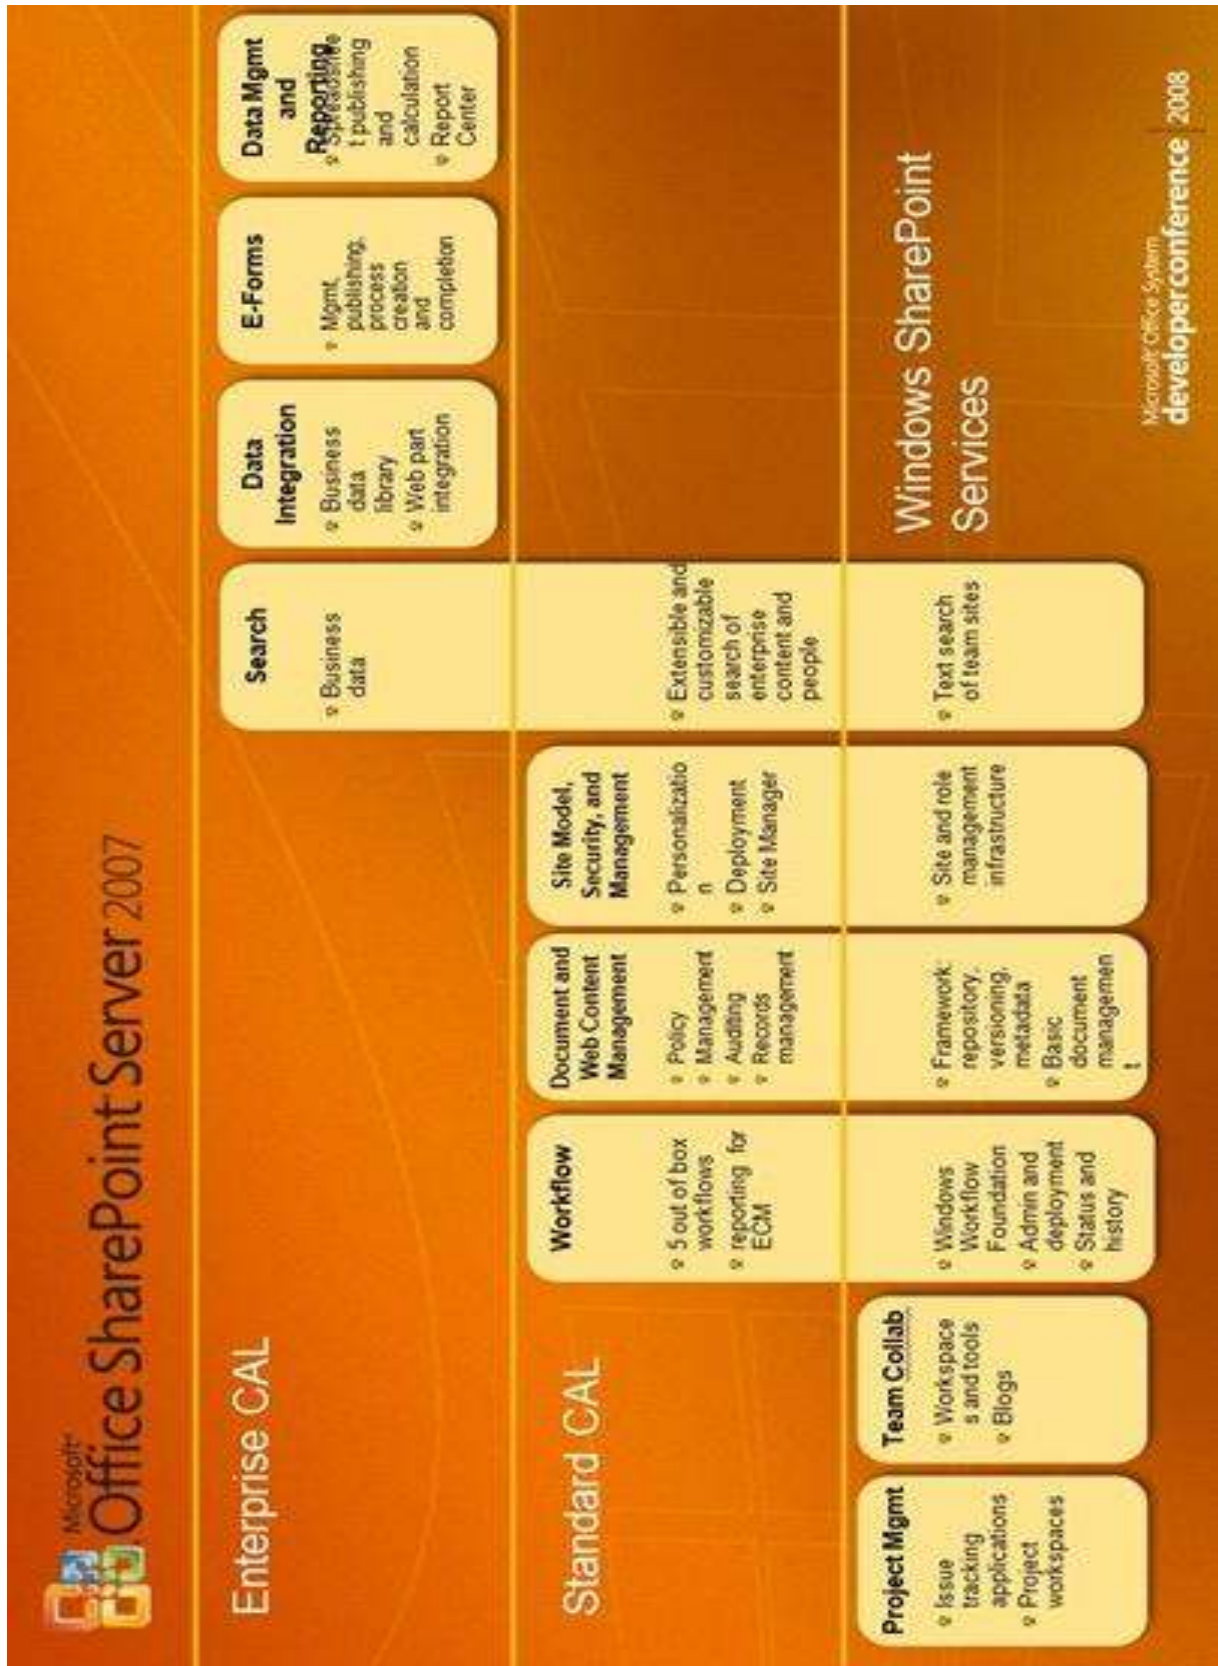 Microsoft®
Office SharePoint Server 2007
Enterprise CAL
Search
♀ Business
data
Data
Integration
♀ Business
data
library
♀ Web part
integration
E-Forms
♀ Mgmt,
publishing,
process
creation
and
completion
Data Mgmt
and
Reporting
♀ Spreadshee
t publishing
and
calculation
♀ Report
Center
Standard CAL
Workflow
♀ 5 out of box
workflows
♀ reporting for
ECM
Document and
Web Content
Management
♀ Policy
♀ Management
♀ Auditing
♀ Records
management
Site Model,
Security, and
Management
♀ Personalizatio
n
♀ Deployment
♀ Site Manager
♀ Extensible and
customizable
search of
enterprise
content and
people
Project Mgmt
♀ Issue
tracking
applications
♀ Project
workspaces
Team Collab
♀ Workspace
s and tools
♀ Blogs
♀ Windows
Workflow
Foundation
♀ Admin and
deployment
♀ Status and
history
♀ Framework:
repository,
versioning,
metadata
♀ Basic
document
managemen
t
♀ Site and role
management
infrastructure
♀ Text search
of team sites
Windows SharePoint
Services
Microsoft® Office System
developerconference 2008